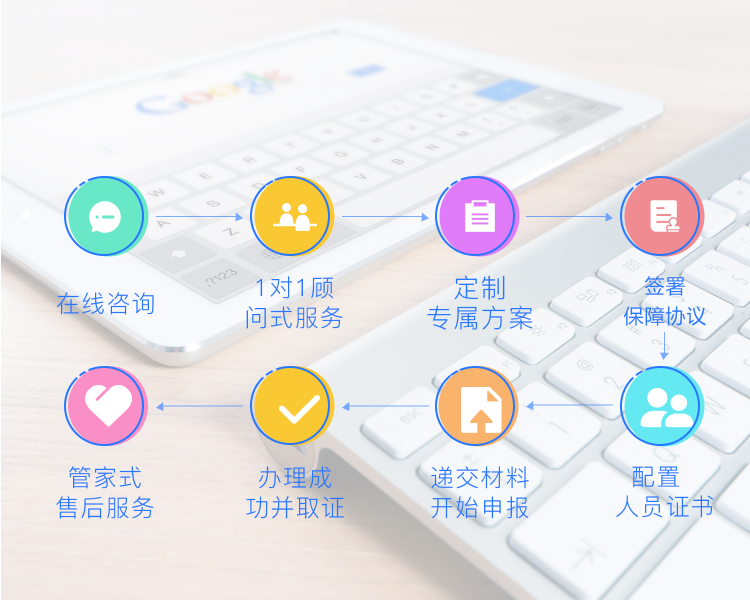 Google
在线咨询
1对1顾
问式服务
定制
专属方案
签署
保障协议
配置
人员证书
递交材料
开始申报
办理成
功并取证
管家式
售后服务